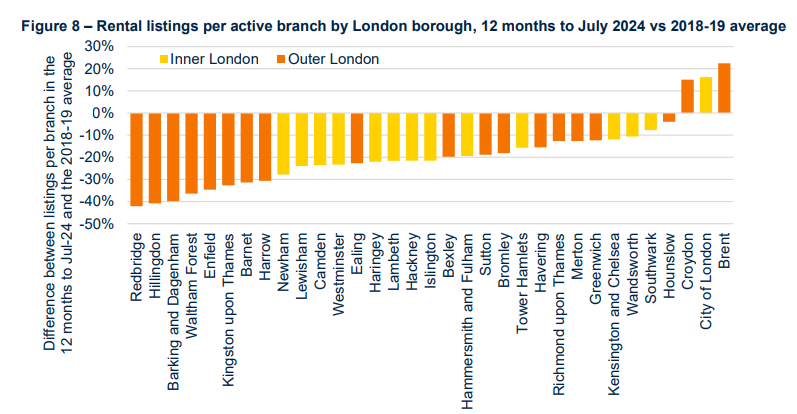 Figure 8 – Rental listings per active branch by London borough, 12 months to July 2024 vs 2018-19 average
Difference between listings per branch in the
12 months to Jul-24 and the 2018-19 average
30%
20%
10%
0%
-10%
-20%
-30%
-40%
-50%
Inner London
Outer London
Redbridge
Hillingdon
Barking and Dagenham
Waltham Forest
Enfield
Kingston upon Thames
Barnet
Harrow
Newham
Lewisham
Camden
Westminster
Ealing
Haringey
Lambeth
Hackney
Islington
Bexley
Hammersmith and Fulham
Sutton
Bromley
Tower Hamlets
Havering
Richmond upon Thames
Merton
Greenwich
Kensington and Chelsea
Wandsworth
Southwark
Hounslow
Croydon
City of London
Brent